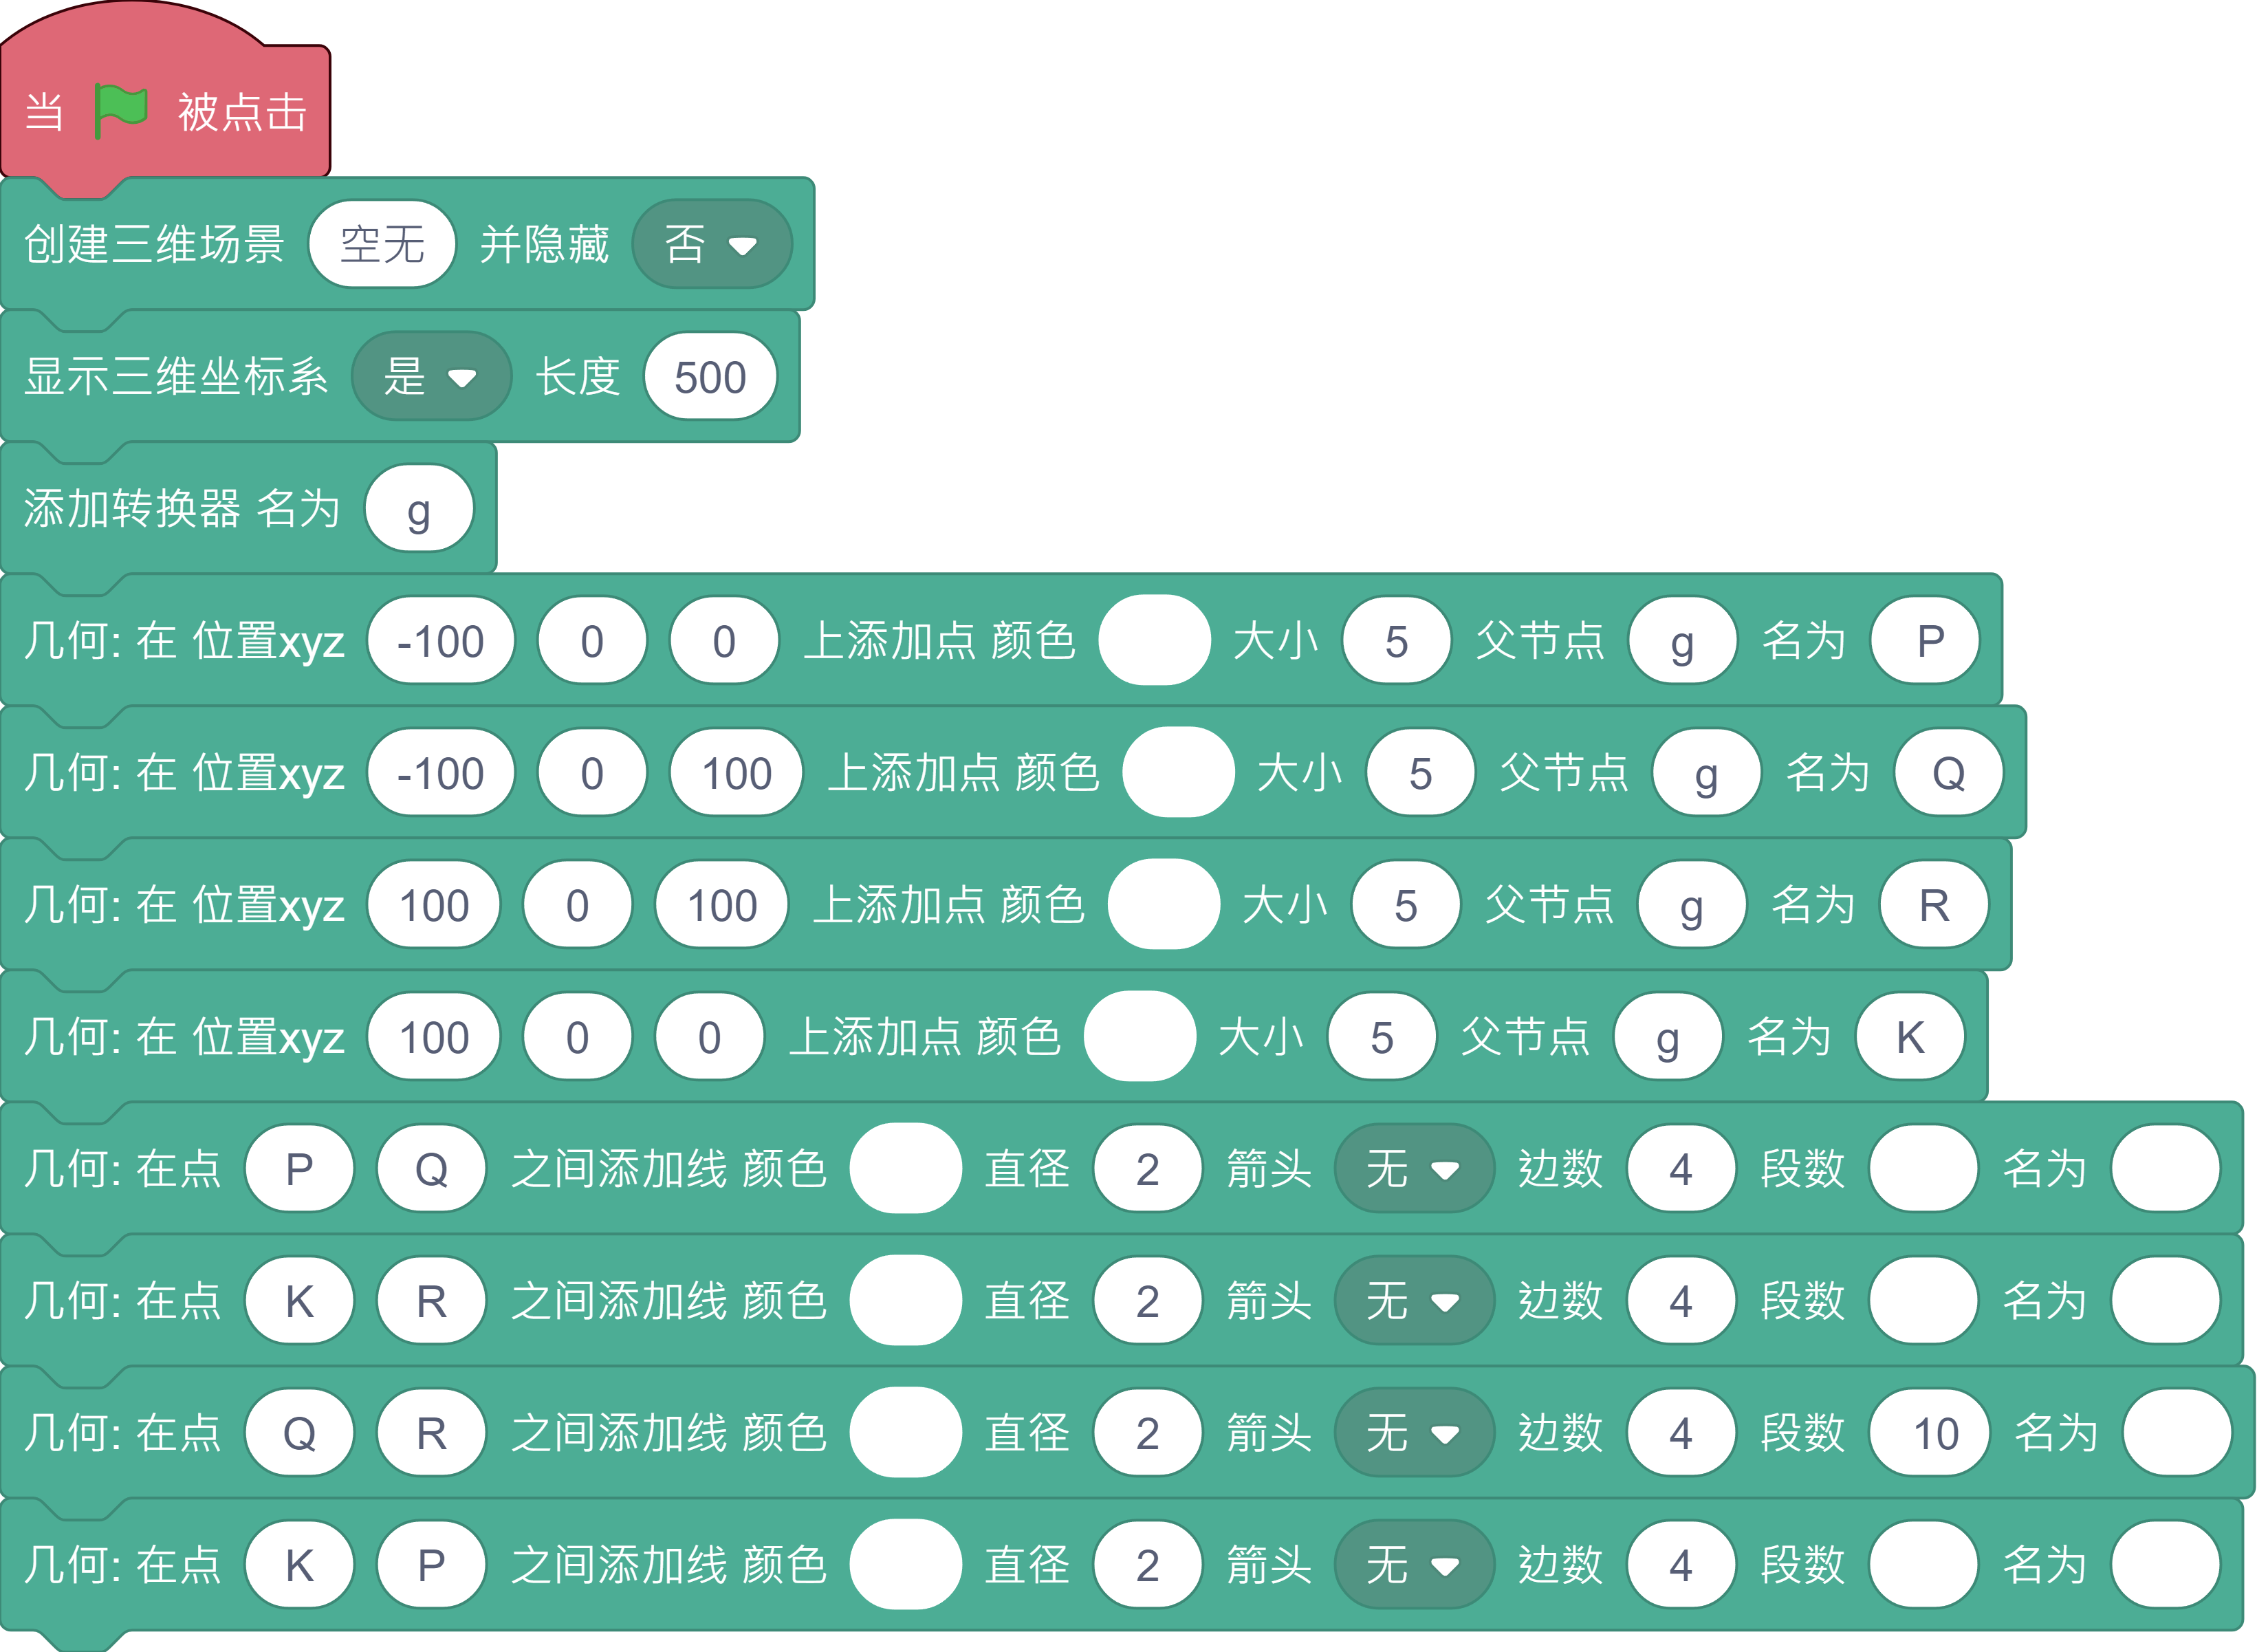 当 被点击
创建三维场景 空无 并隐藏 否
显示三维坐标系 是 长度 500
添加转换器 名为 g
几何: 在 位置xyz -100 0 0 上添加点 颜色 大小 5 父节点 g 名为 P
几何: 在 位置xyz -100 0 100 上添加点 颜色 大小 5 父节点 g 名为 Q
几何: 在 位置xyz 100 0 100 上添加点 颜色 大小 5 父节点 g 名为 R
几何: 在 位置xyz 100 0 0 上添加点 颜色 大小 5 父节点 g 名为 K
几何: 在点 P Q 之间添加线 颜色 直径 2 箭头 无 边数 4 段数 名为
几何: 在点 K R 之间添加线 颜色 直径 2 箭头 无 边数 4 段数 名为
几何: 在点 Q R 之间添加线 颜色 直径 2 箭头 无 边数 4 段数 10 名为
几何: 在点 K P 之间添加线 颜色 直径 2 箭头 无 边数 4 段数 名为